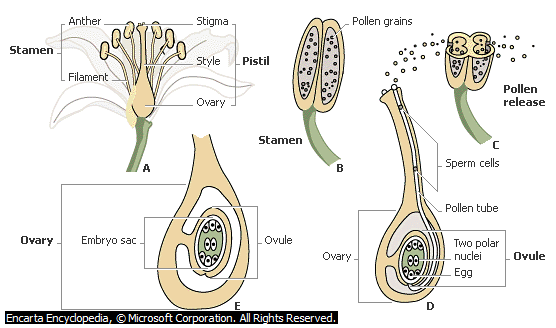 Anther
Stigma
Stamen
Style
Pistil
Filament
Ovary
A
Pollen grains
Stamen
B
Pollen
release
C
Sperm cells
Pollen tube
Ovary
Two polar
nuclei
Egg
Ovule
D
Ovary
Embryo sac
Ovule
E
Encarta Encyclopedia, © Microsoft Corporation. All Rights Reserved.